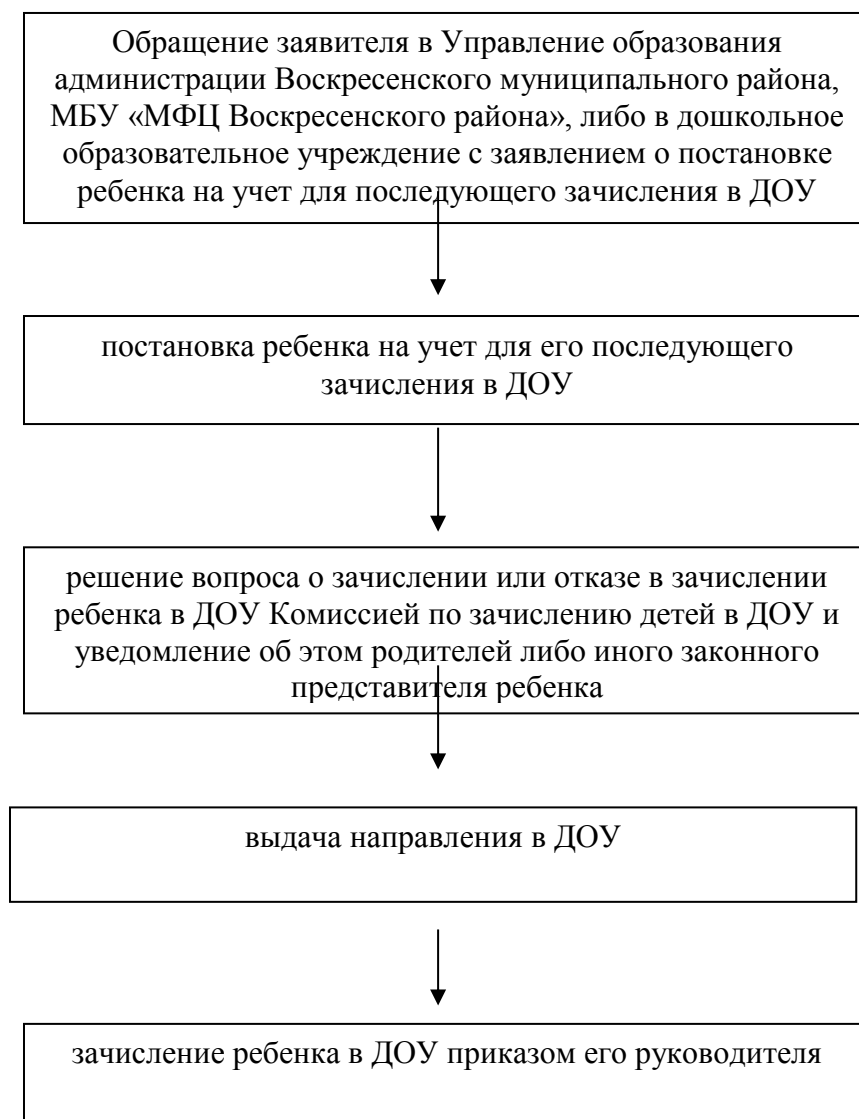 Обращение заявителя в Управление образования
администрации Воскресенского муниципального района,
МБУ «МФЦ Воскресенского района», либо в дошкольное
образовательное учреждение с заявлением о постановке
ребенка на учет для последующего зачисления в ДОУ
постановка ребенка на учет для его последующего
зачисления в ДОУ
решение вопроса о зачислении или отказе в зачислении
ребенка в ДОУ Комиссией по зачислению детей в ДОУ и
уведомление об этом родителей либо иного законного
представителя ребенка
выдача направления в ДОУ
зачисление ребенка в ДОУ приказом его руководителя